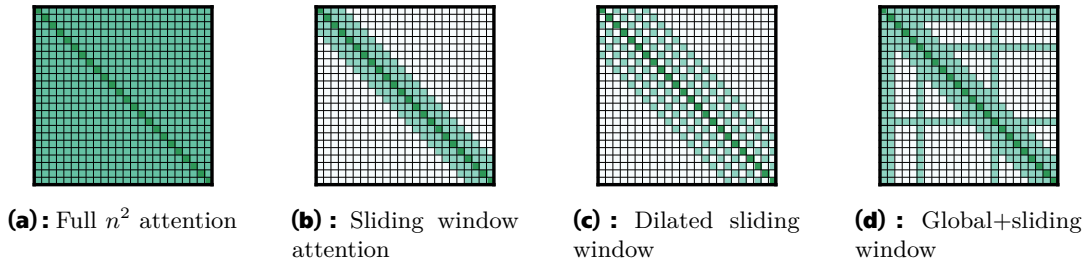 (a) : Full n² attention
(b) : Sliding window
attention
(c) : Dilated sliding
window
(d) : Global+sliding
window